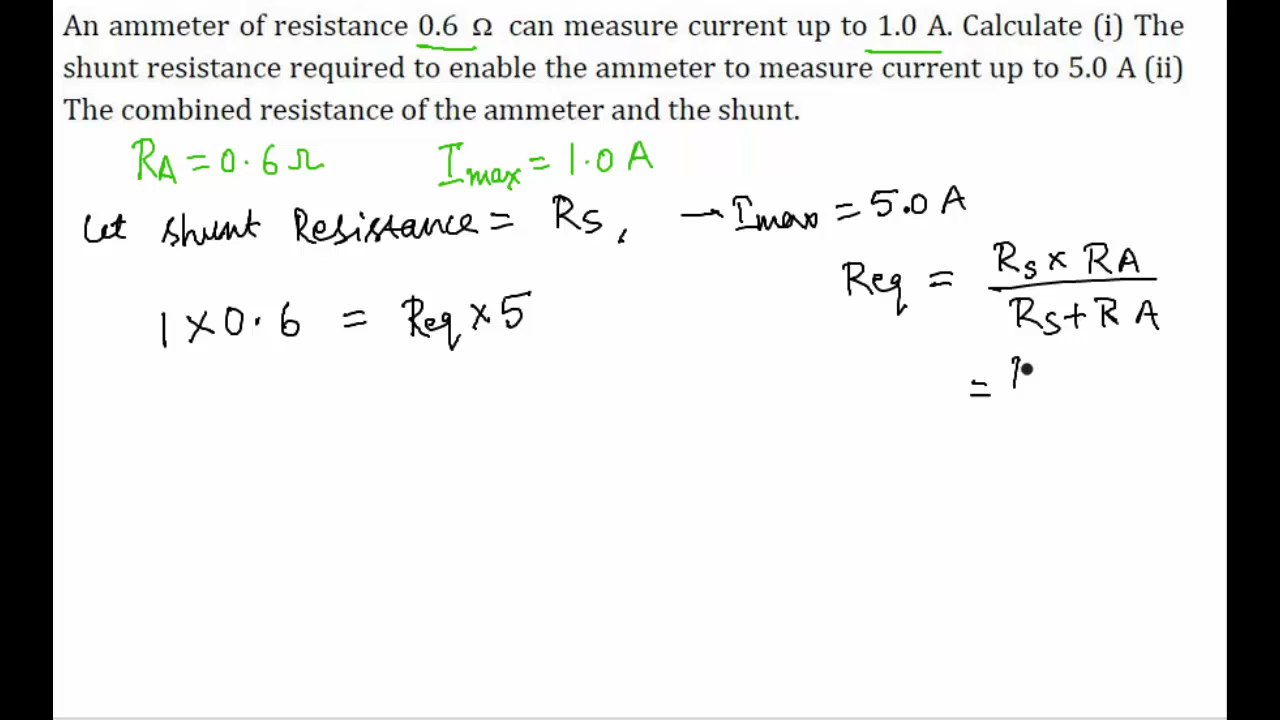 An ammeter of resistance 0.6 Ω can measure current up to 1.0 A. Calculate (i) The
shunt resistance required to enable the ammeter to measure current up to 5.0 A (ii)
The combined resistance of the ammeter and the shunt.
RA = 0.6 Ω Imax = 1.0 A
Let shunt Resistance = RS, → Imax = 5.0 A
Req = RS × RA
RS + RA
1 × 0.6 = Req × 5
=